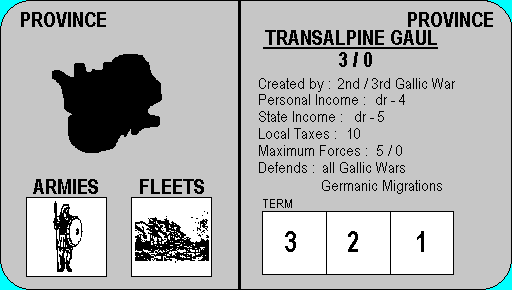 PROVINCE
ARMIES FLEETS
PROVINCE
TRANSALPINE GAUL
3 / 0
Created by : 2nd / 3rd Gallic War
Personal Income : dr - 4
State Income : dr - 5
Local Taxes : 10
Maximum Forces : 5 / 0
Defends : all Gallic Wars
Germanic Migrations
TERM
3 2 1